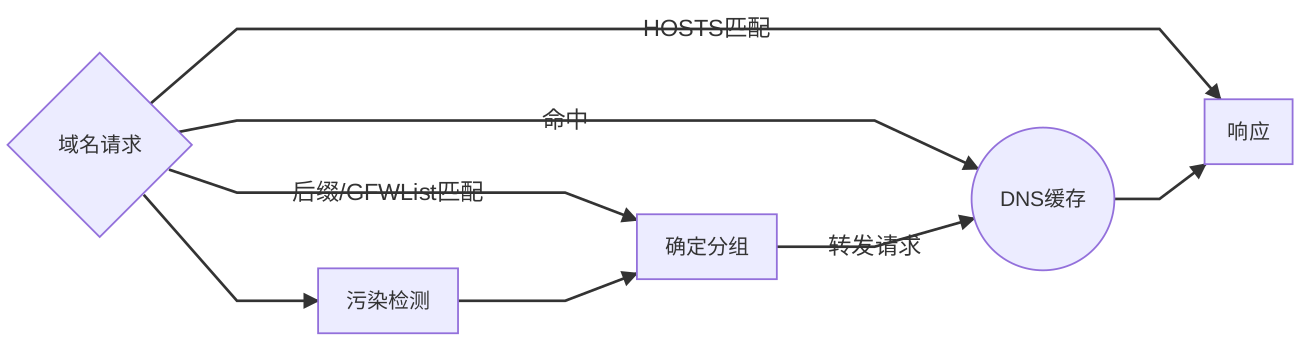 HOSTS匹配
命中
域名请求
响应
后缀/GFWList匹配
DNS缓存
确定分组
转发请求
污染检测